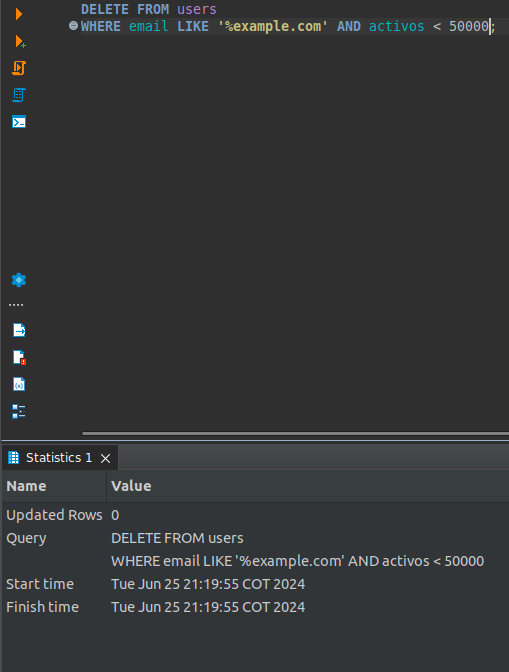 DELETE FROM users
WHERE email LIKE '%example.com' AND activos < 50000;
Statistics 1
Name Value
Updated Rows 0
Query DELETE FROM users
WHERE email LIKE '%example.com' AND activos < 50000
Start time Tue Jun 25 21:19:55 COT 2024
Finish time Tue Jun 25 21:19:55 COT 2024